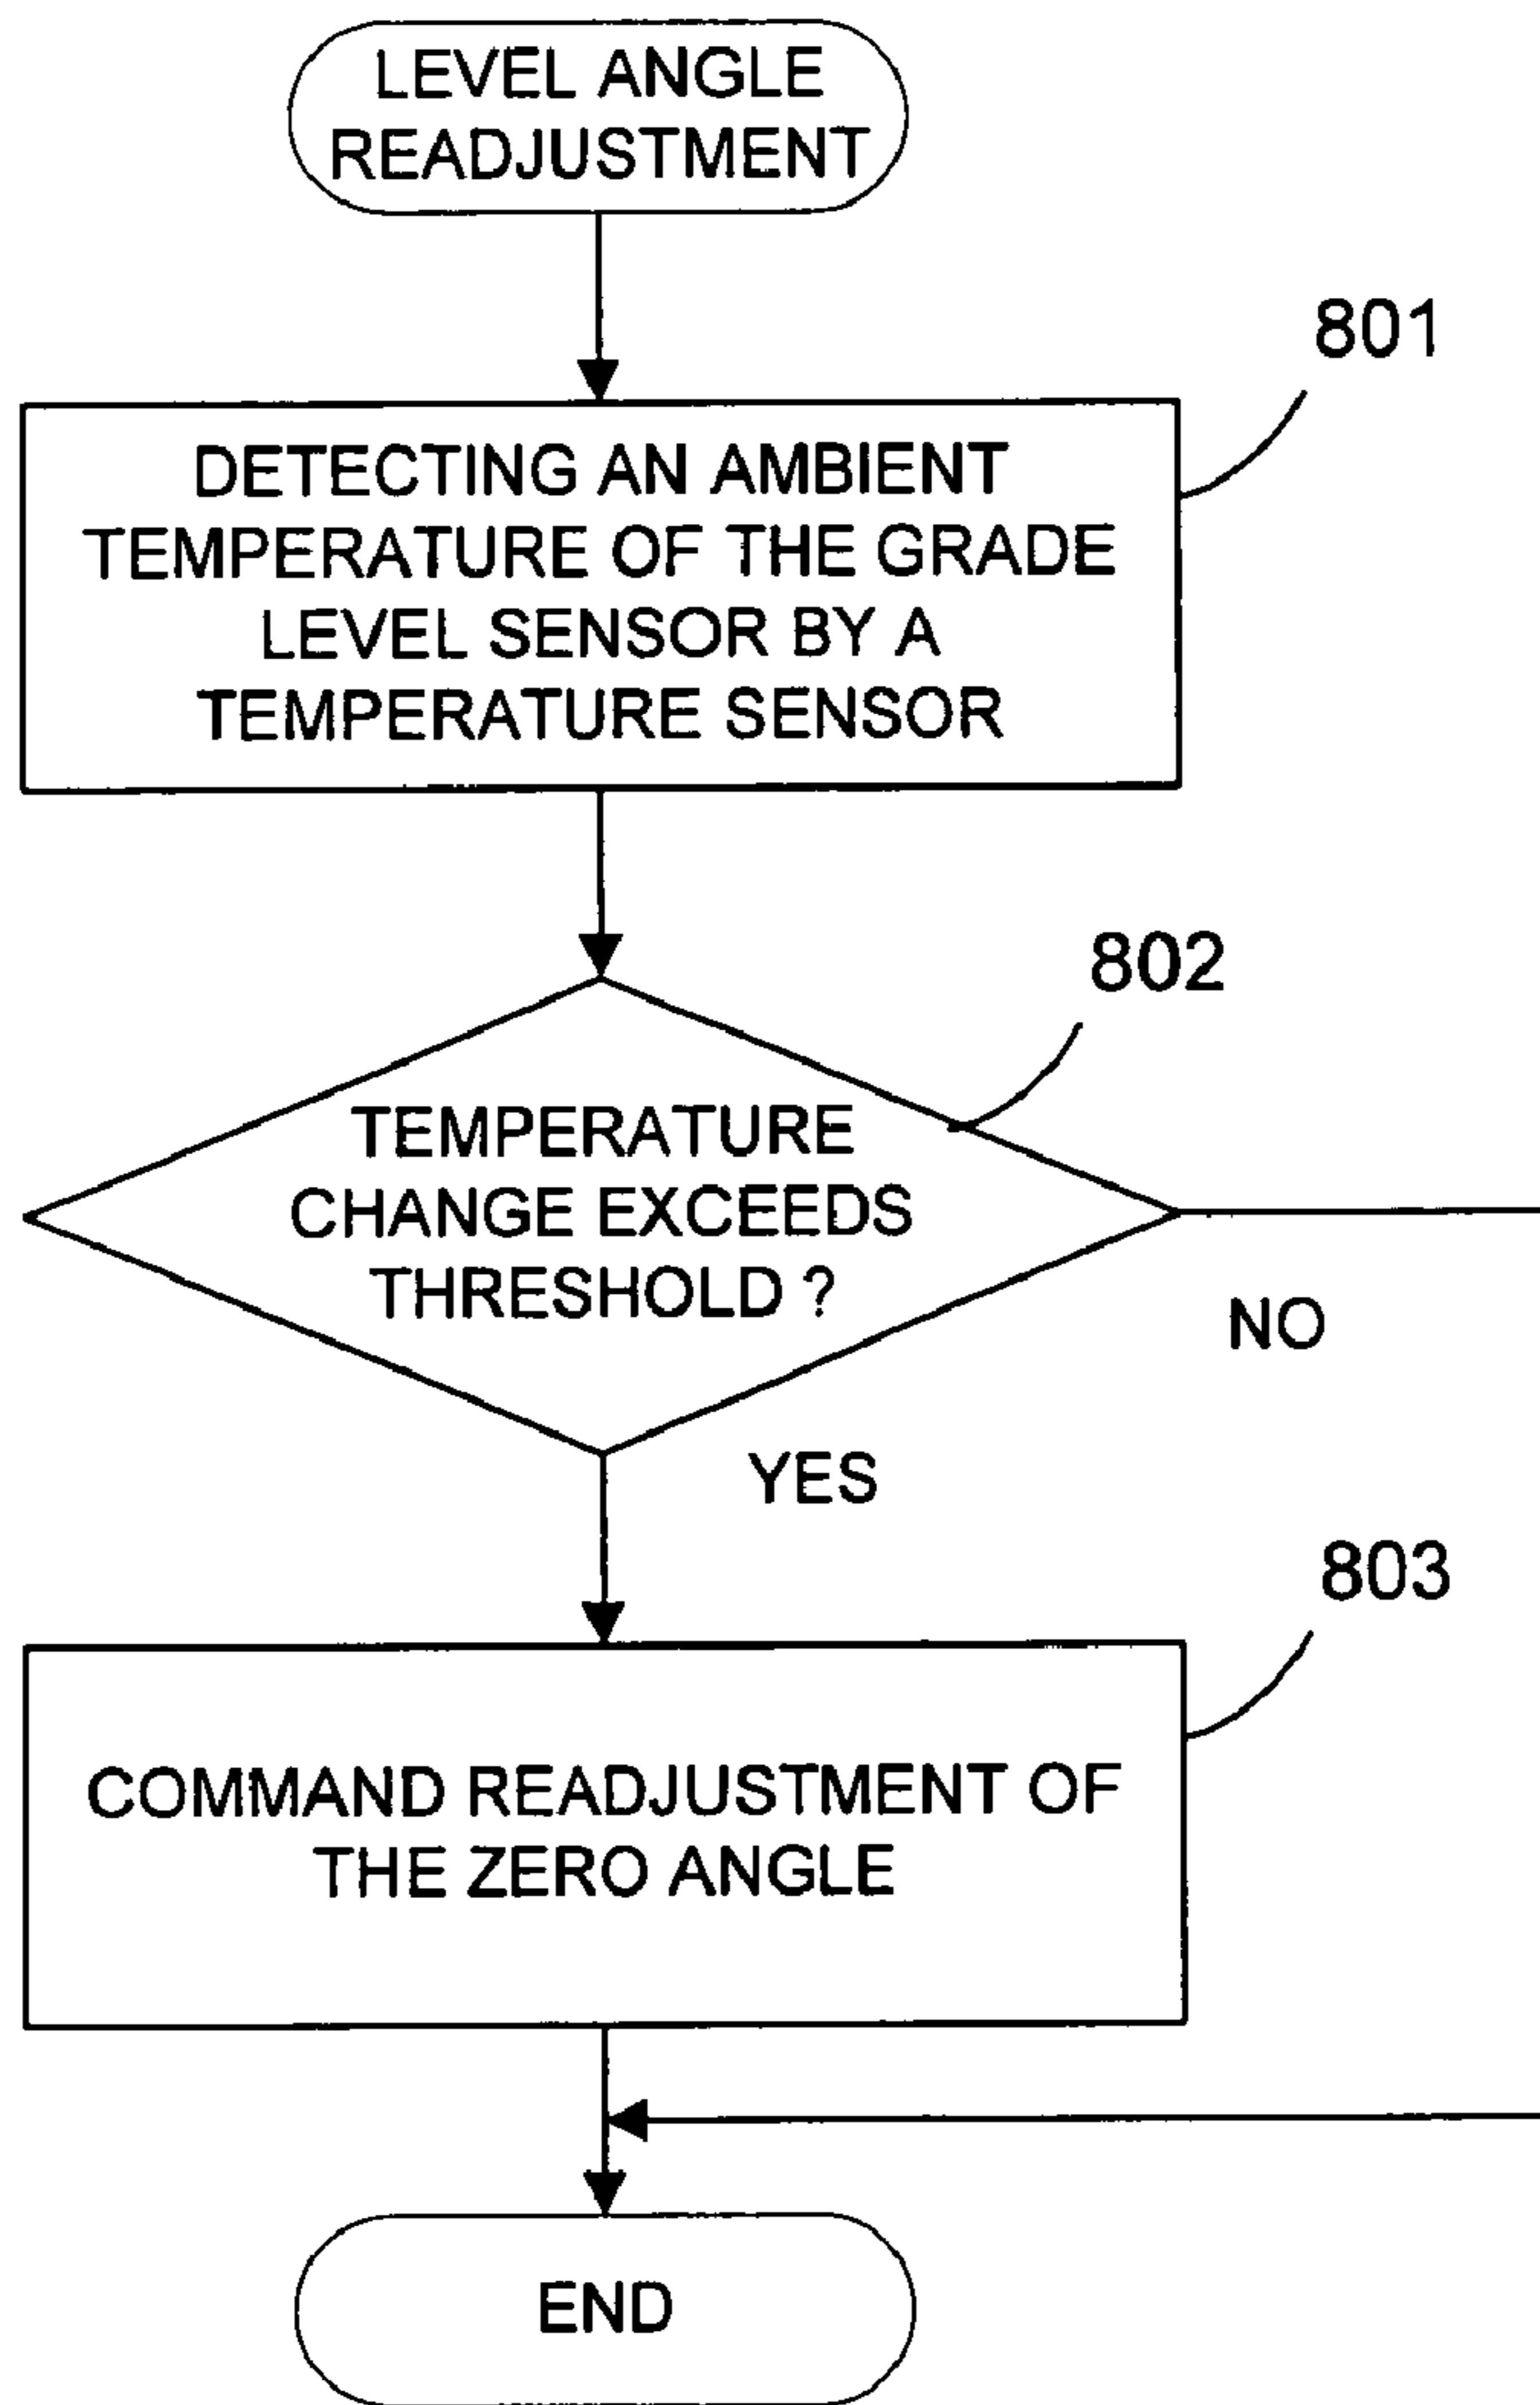 LEVEL ANGLE
READJUSTMENT
801
DETECTING AN AMBIENT
TEMPERATURE OF THE GRADE
LEVEL SENSOR BY A
TEMPERATURE SENSOR
802
TEMPERATURE
CHANGE EXCEEDS
THRESHOLD ?
NO
YES
803
COMMAND READJUSTMENT OF
THE ZERO ANGLE
END